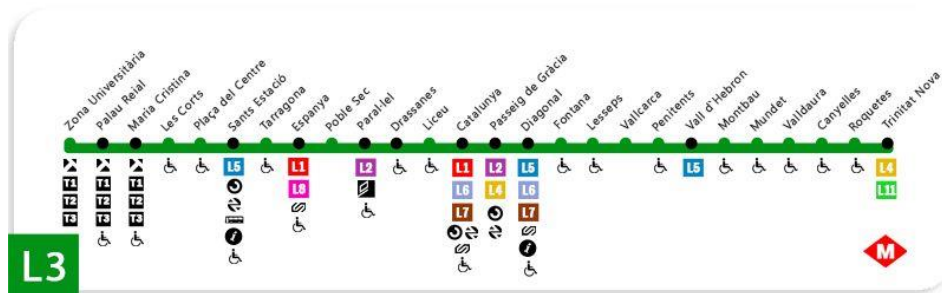 Zona Universitària
Palau Reial
Maria Cristina
Les Corts
Plaça del Centre
Sants Estació
Tarragona
Espanya
Poble Sec
Paral·lel
Drassanes
Liceu
Catalunya
Passeig de Gràcia
Diagonal
Fontana
Lesseps
Vallcarca
Penitents
Vall d'Hebron
Montbau
Mundet
Valldaura
Canyelles
Roquetes
Trinitat Nova
L5 L1 L2 L1 L2 L5 L5 L4
T1 T1 T1 L8 L6 L4 L6 L11
T2 T2 T2 L7 L7
T3 T3 T3
i i
L3
M